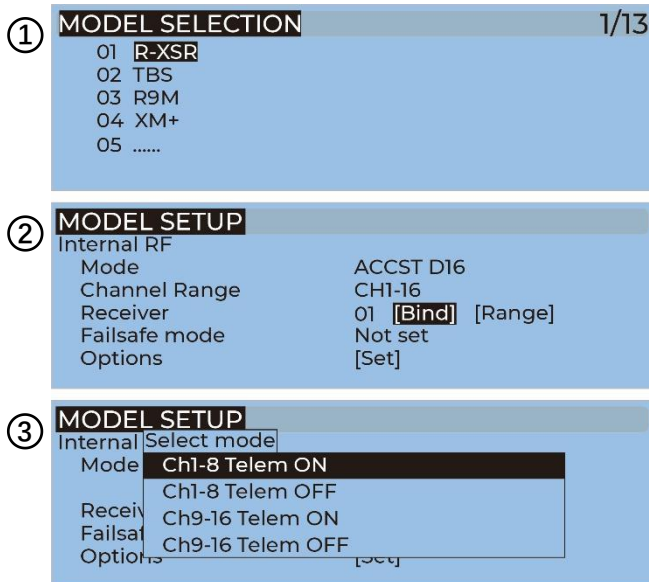 ①
MODEL SELECTION 1/13
01 R-XSR
02 TBS
03 R9M
04 XM+
05 ......
②
MODEL SETUP
Internal RF
Mode ACCST D16
Channel Range CH1-16
Receiver 01 [Bind] [Range]
Failsafe mode Not set
Options [Set]
③
MODEL SETUP
Internal Select mode
Mode Ch1-8 Telem ON
Ch1-8 Telem OFF
Ch9-16 Telem ON
Ch9-16 Telem OFF
Options